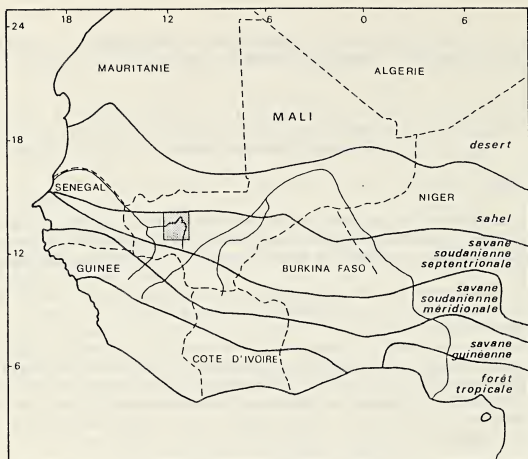 18 12 6 0 6
24
MAURITANIE
ALGERIE
MALI
18
desert
SENEGAL
NIGER
sahel
12
savane
soudanienne
septentrionale
GUINEE
BURKINA FASO
savane
soudanienne
méridionale
savane
guinéenne
6
COTE D'IVOIRE
forêt
tropicale